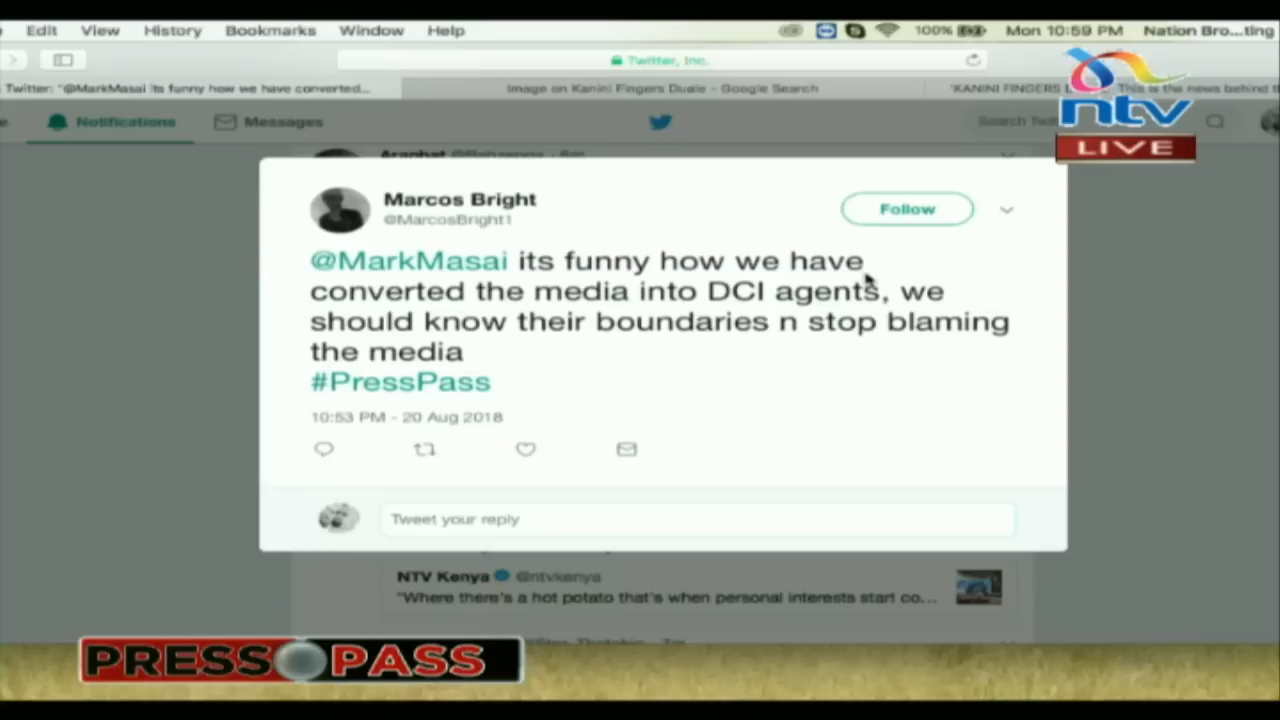 Edit View History Bookmarks Window Help 100% Mon 10:59 PM Nation Bro...ting
Twitter, Inc.
Twitter: "@MarkMasai its funny how we have converted... Image on Kanini Fingers Duale - Google Search 'KANINI FINGERS This is the news behind
Notifications Messages Search
ntv
LIVE
Marcos Bright
@MarcosBright1
Follow
@MarkMasai its funny how we have
converted the media into DCI agents, we
should know their boundaries n stop blaming
the media
#PressPass
10:53 PM - 20 Aug 2018
Tweet your reply
NTV Kenya @ntvkenya
"Where there's a hot potato that's when personal interests start co...
PRESS PASS